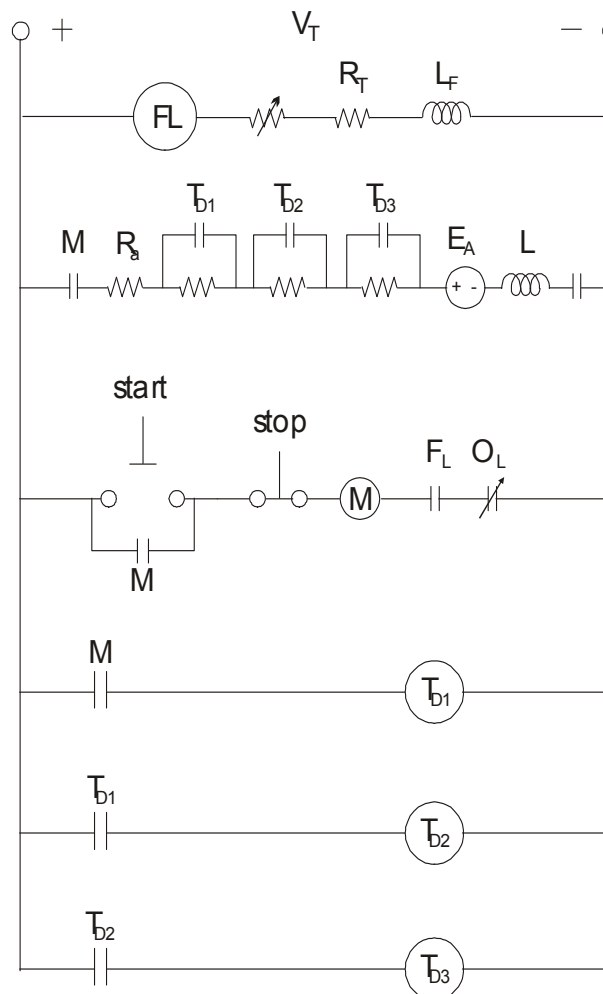 + V_T −
R_T L_F
FL
T_D1 T_D2 T_D3
M R_a E_A L
+ -
start
stop
F_L O_L
M
M
M
T_D1
T_D1
T_D2
T_D2
T_D3